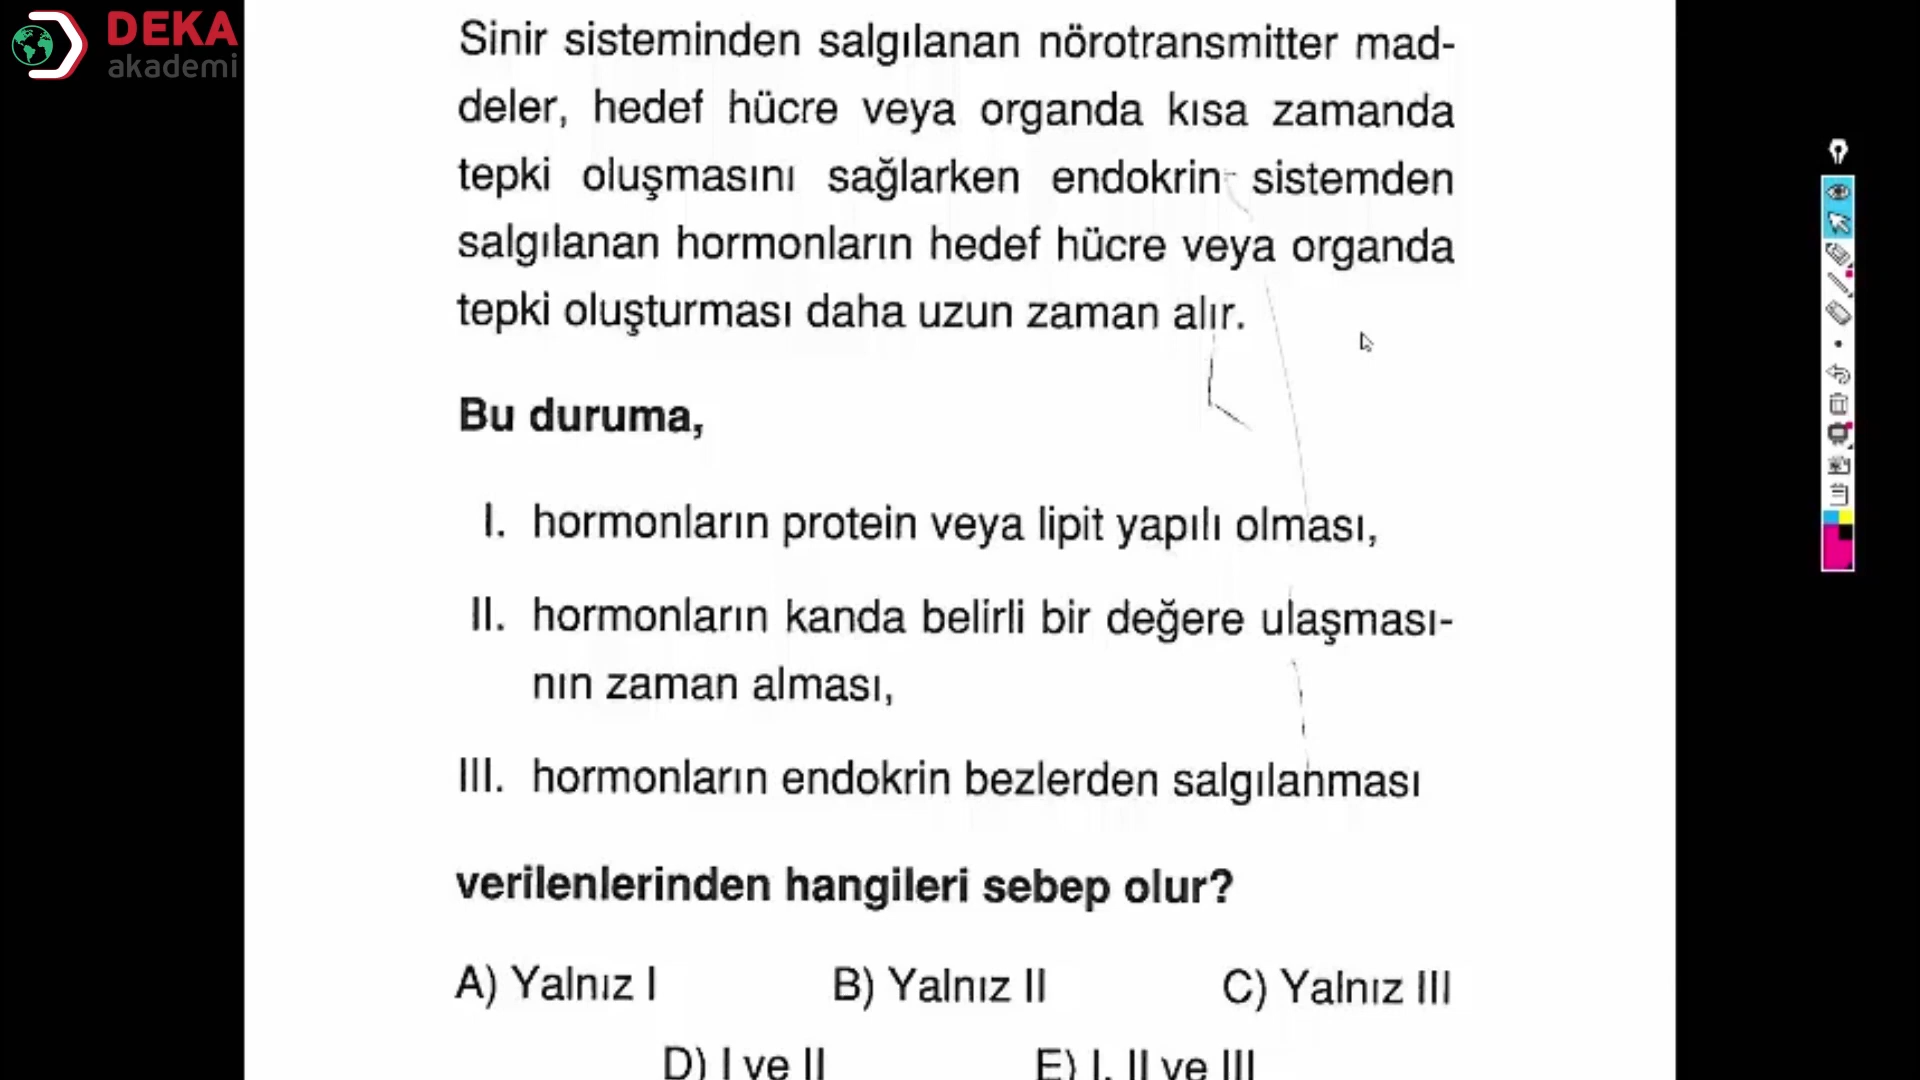 DEKA
akademi
Sinir sisteminden salgılanan nörotransmitter mad-
deler, hedef hücre veya organda kısa zamanda
tepki oluşmasını sağlarken endokrin sistemden
salgılanan hormonların hedef hücre veya organda
tepki oluşturması daha uzun zaman alır.
Bu duruma,
I. hormonların protein veya lipit yapılı olması,
II. hormonların kanda belirli bir değere ulaşması-
nın zaman alması,
III. hormonların endokrin bezlerden salgılanması
verilenlerinden hangileri sebep olur?
A) Yalnız I B) Yalnız II C) Yalnız III
D) I ve II E) I, II ve III